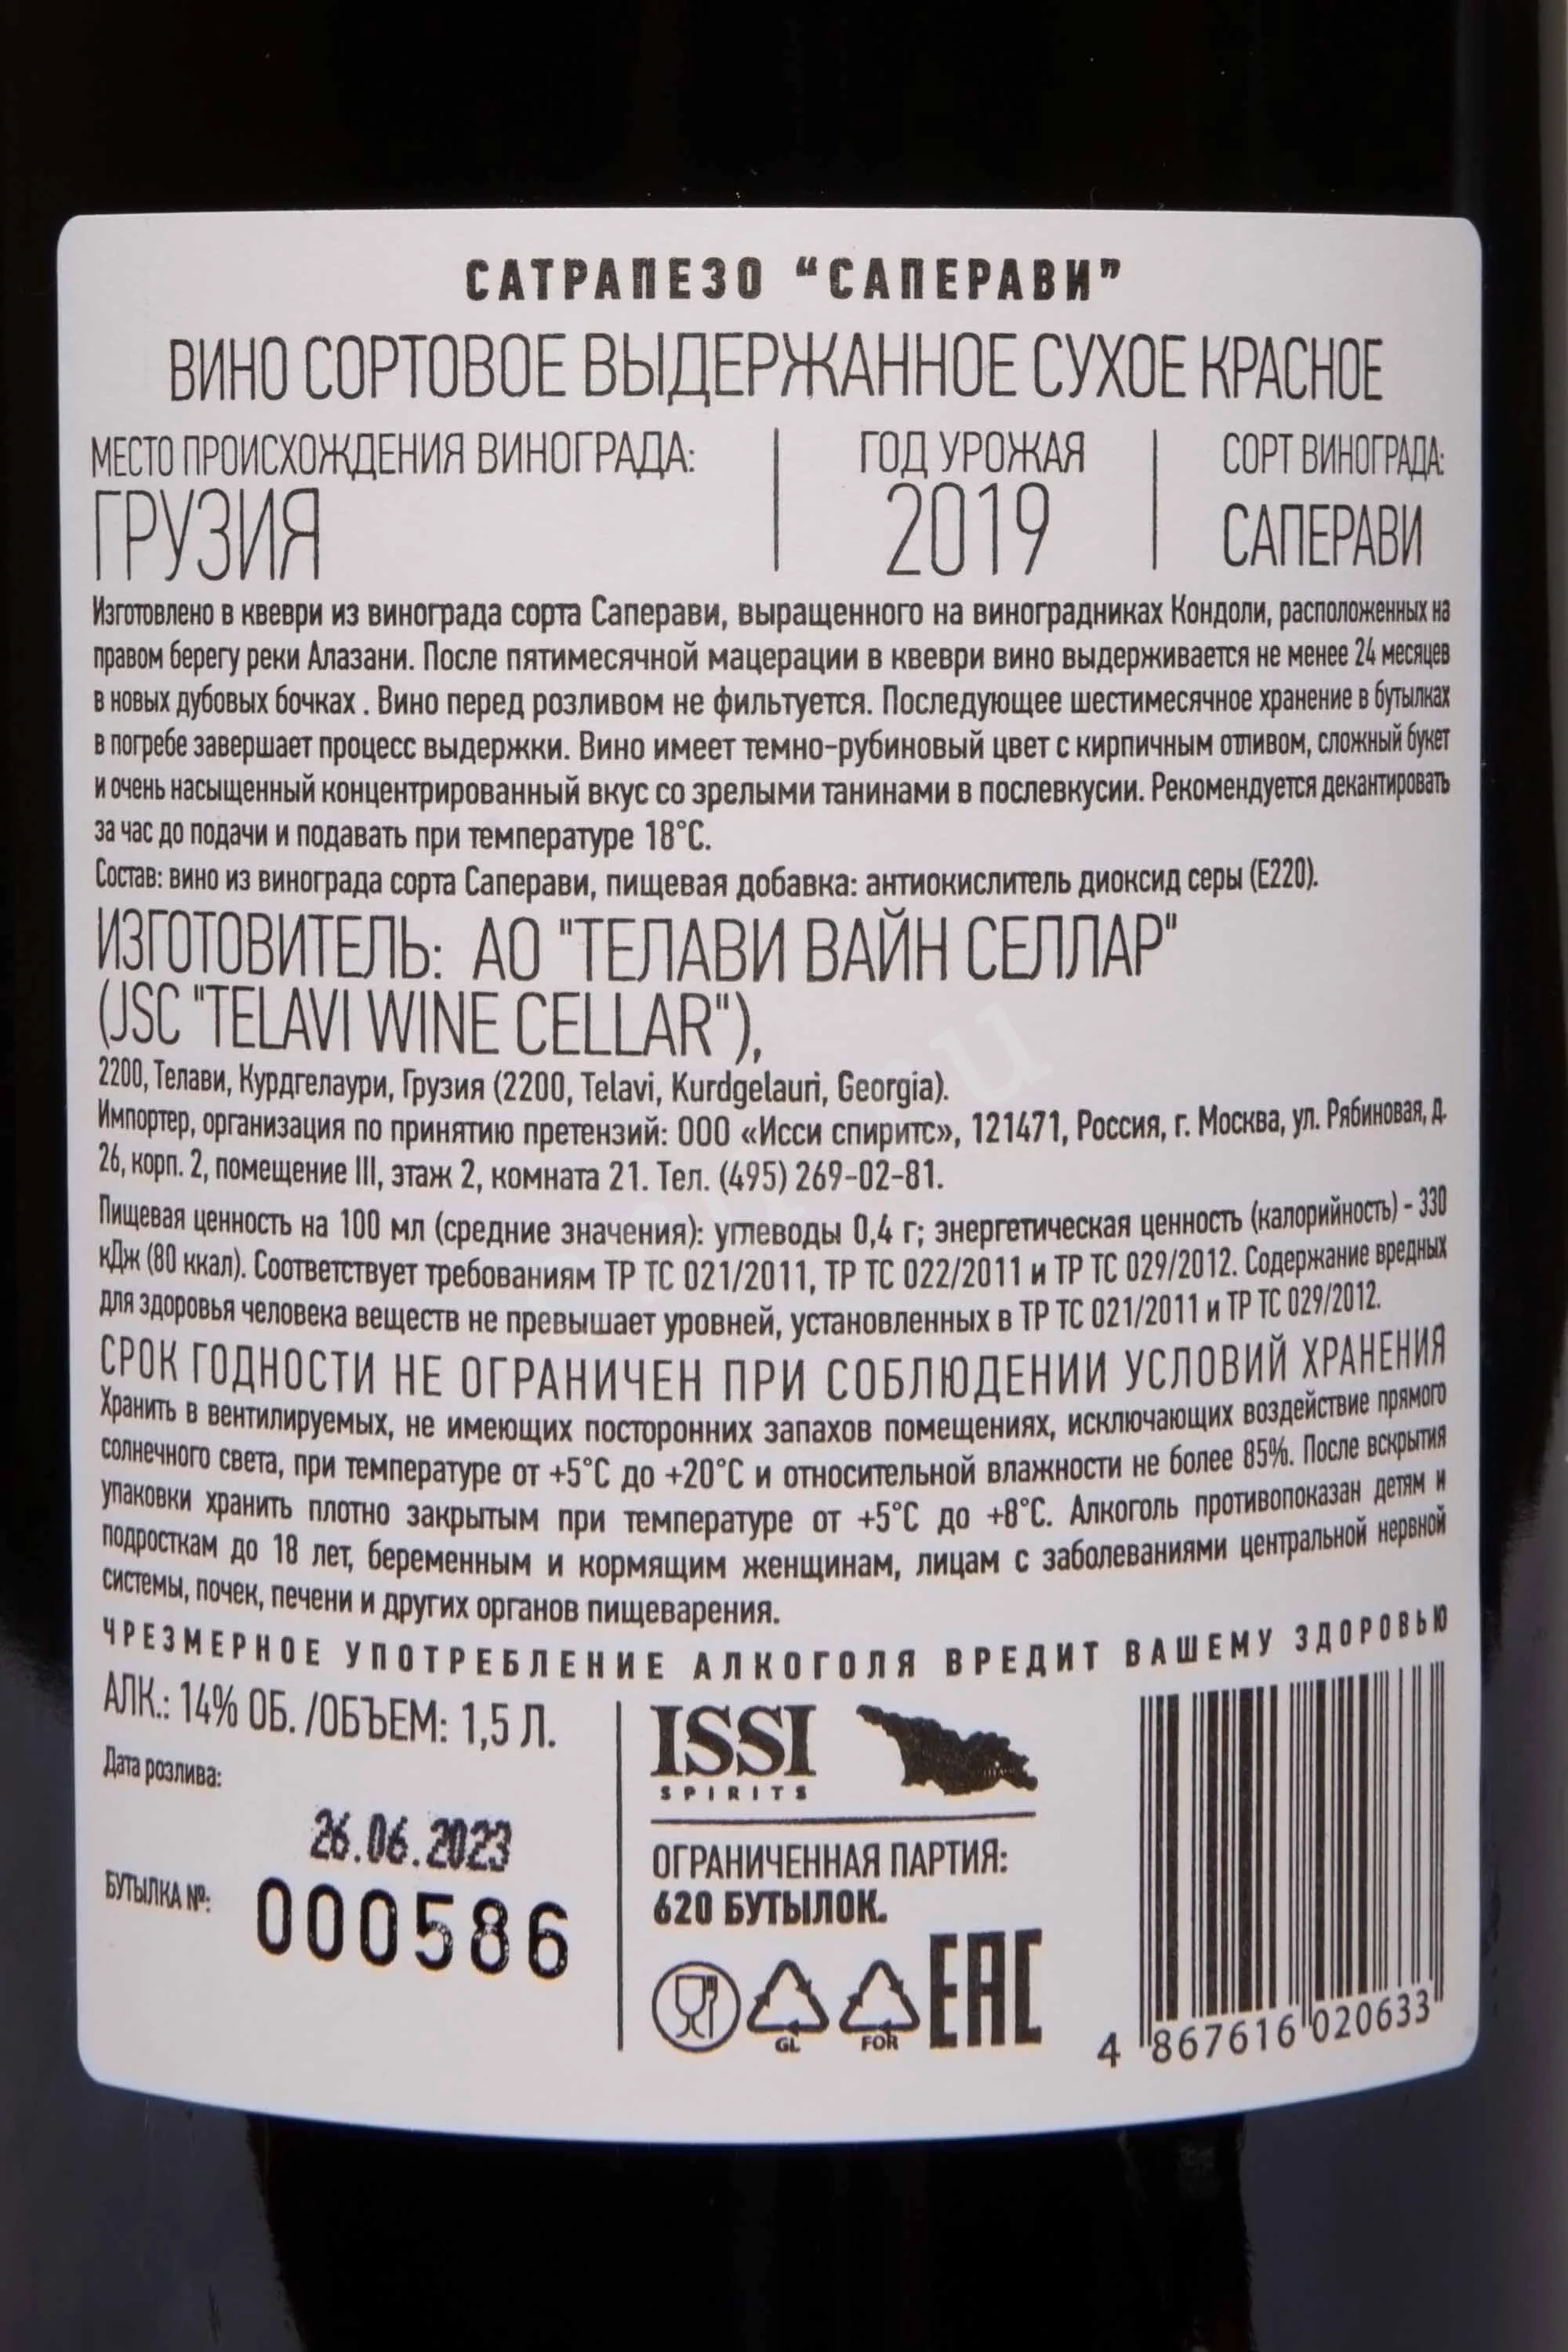 САТРАПЕЗО “САПЕРАВИ”
ВИНО СОРТОВОЕ ВЫДЕРЖАННОЕ СУХОЕ КРАСНОЕ
МЕСТО ПРОИСХОЖДЕНИЯ ВИНОГРАДА:
ГРУЗИЯ
ГОД УРОЖАЯ
2019
СОРТ ВИНОГРАДА:
САПЕРАВИ
Изготовлено в квеври из винограда сорта Саперави, выращенного на виноградниках Кондоли, расположенных на
правом берегу реки Алазани. После пятимесячной мацерации в квеври вино выдерживается не менее 24 месяцев
в новых дубовых бочках . Вино перед розливом не фильтуется. Последующее шестимесячное хранение в бутылках
в погребе завершает процесс выдержки. Вино имеет темно-рубиновый цвет с кирпичным отливом, сложный букет
и очень насыщенный концентрированный вкус со зрелыми танинами в послевкусии. Рекомендуется декантировать
за час до подачи и подавать при температуре 18°С.
Состав: вино из винограда сорта Саперави, пищевая добавка: антиокислитель диоксид серы (Е220).
ИЗГОТОВИТЕЛЬ: АО "ТЕЛАВИ ВАЙН СЕЛЛАР"
(JSC "TELAVI WINE CELLAR"),
2200, Телави, Курдгелаури, Грузия (2200, Telavi, Kurdgelauri, Georgia).
Импортер, организация по принятию претензий: ООО «Исси спиритс», 121471, Россия, г. Москва, ул. Рябиновая, д.
26, корп. 2, помещение III, этаж 2, комната 21. Тел. (495) 269-02-81.
Пищевая ценность на 100 мл (средние значения): углеводы 0,4 г; энергетическая ценность (калорийность) - 330
кДж (80 ккал). Соответствует требованиям ТР ТС 021/2011, ТР ТС 022/2011 и ТР ТС 029/2012. Содержание вредных
для здоровья человека веществ не превышает уровней, установленных в ТР ТС 021/2011 и ТР ТС 029/2012.
СРОК ГОДНОСТИ НЕ ОГРАНИЧЕН ПРИ СОБЛЮДЕНИИ УСЛОВИЙ ХРАНЕНИЯ
Хранить в вентилируемых, не имеющих посторонних запахов помещениях, исключающих воздействие прямого
солнечного света, при температуре от +5°С до +20°С и относительной влажности не более 85%. После вскрытия
упаковки хранить плотно закрытым при температуре от +5°С до +8°С. Алкоголь противопоказан детям и
подросткам до 18 лет, беременным и кормящим женщинам, лицам с заболеваниями центральной нервной
системы, почек, печени и других органов пищеварения.
ЧРЕЗМЕРНОЕ УПОТРЕБЛЕНИЕ АЛКОГОЛЯ ВРЕДИТ ВАШЕМУ ЗДОРОВЬЮ
АЛК.: 14% ОБ. /ОБЪЕМ: 1,5 Л.
Дата розлива:
26.06.2023
БУТЫЛКА №:
000586
ISSI
SPIRITS
ОГРАНИЧЕННАЯ ПАРТИЯ:
620 БУТЫЛОК.
GL
FOR
EAC
4 867616 020633